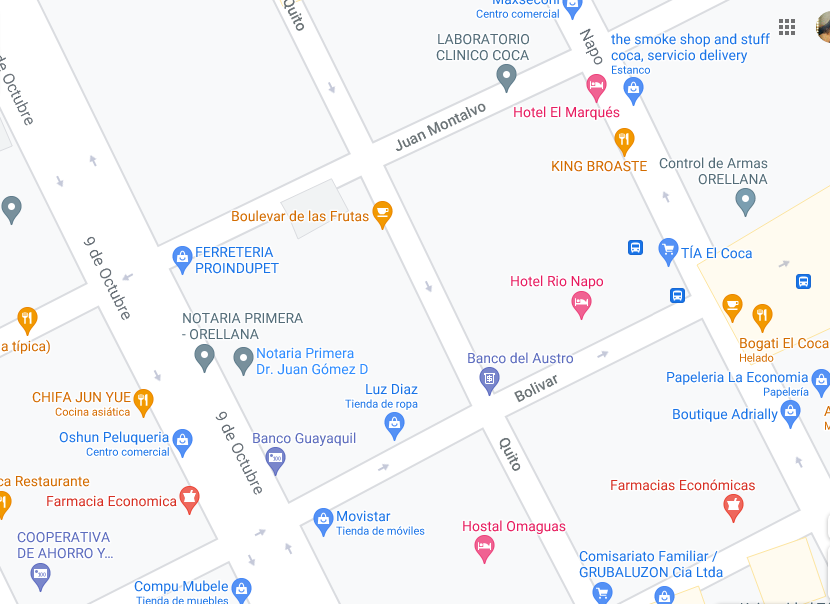 Maxseconi
Centro comercial
Quito
LABORATORIO
CLINICO COCA
Napo
the smoke shop and stuff
coca, servicio delivery
Estanco
de Octubre
Hotel El Marqués
Juan Montalvo
KING BROASTE
Control de Armas
ORELLANA
Boulevar de las Frutas
9 de Octubre
FERRETERIA
PROINDUPET
TÍA El Coca
Hotel Rio Napo
NOTARIA PRIMERA
- ORELLANA
a típica)
Notaria Primera
Dr. Juan Gómez D
Bogati El Coca
Helado
Banco del Austro
Bolivar
Papeleria La Economia
Papelería
Luz Diaz
Tienda de ropa
CHIFA JUN YUE
Cocina asiática
Boutique Adrially
9 de Octubre
Oshun Peluqueria
Centro comercial
Banco Guayaquil
Quito
ca Restaurante
Farmacia Economica
Farmacias Económicas
Movistar
Tienda de móviles
Hostal Omaguas
COOPERATIVA
DE AHORRO Y...
Comisariato Familiar /
GRUBALUZON Cia Ltda
Compu Mubele
Tienda de muebles